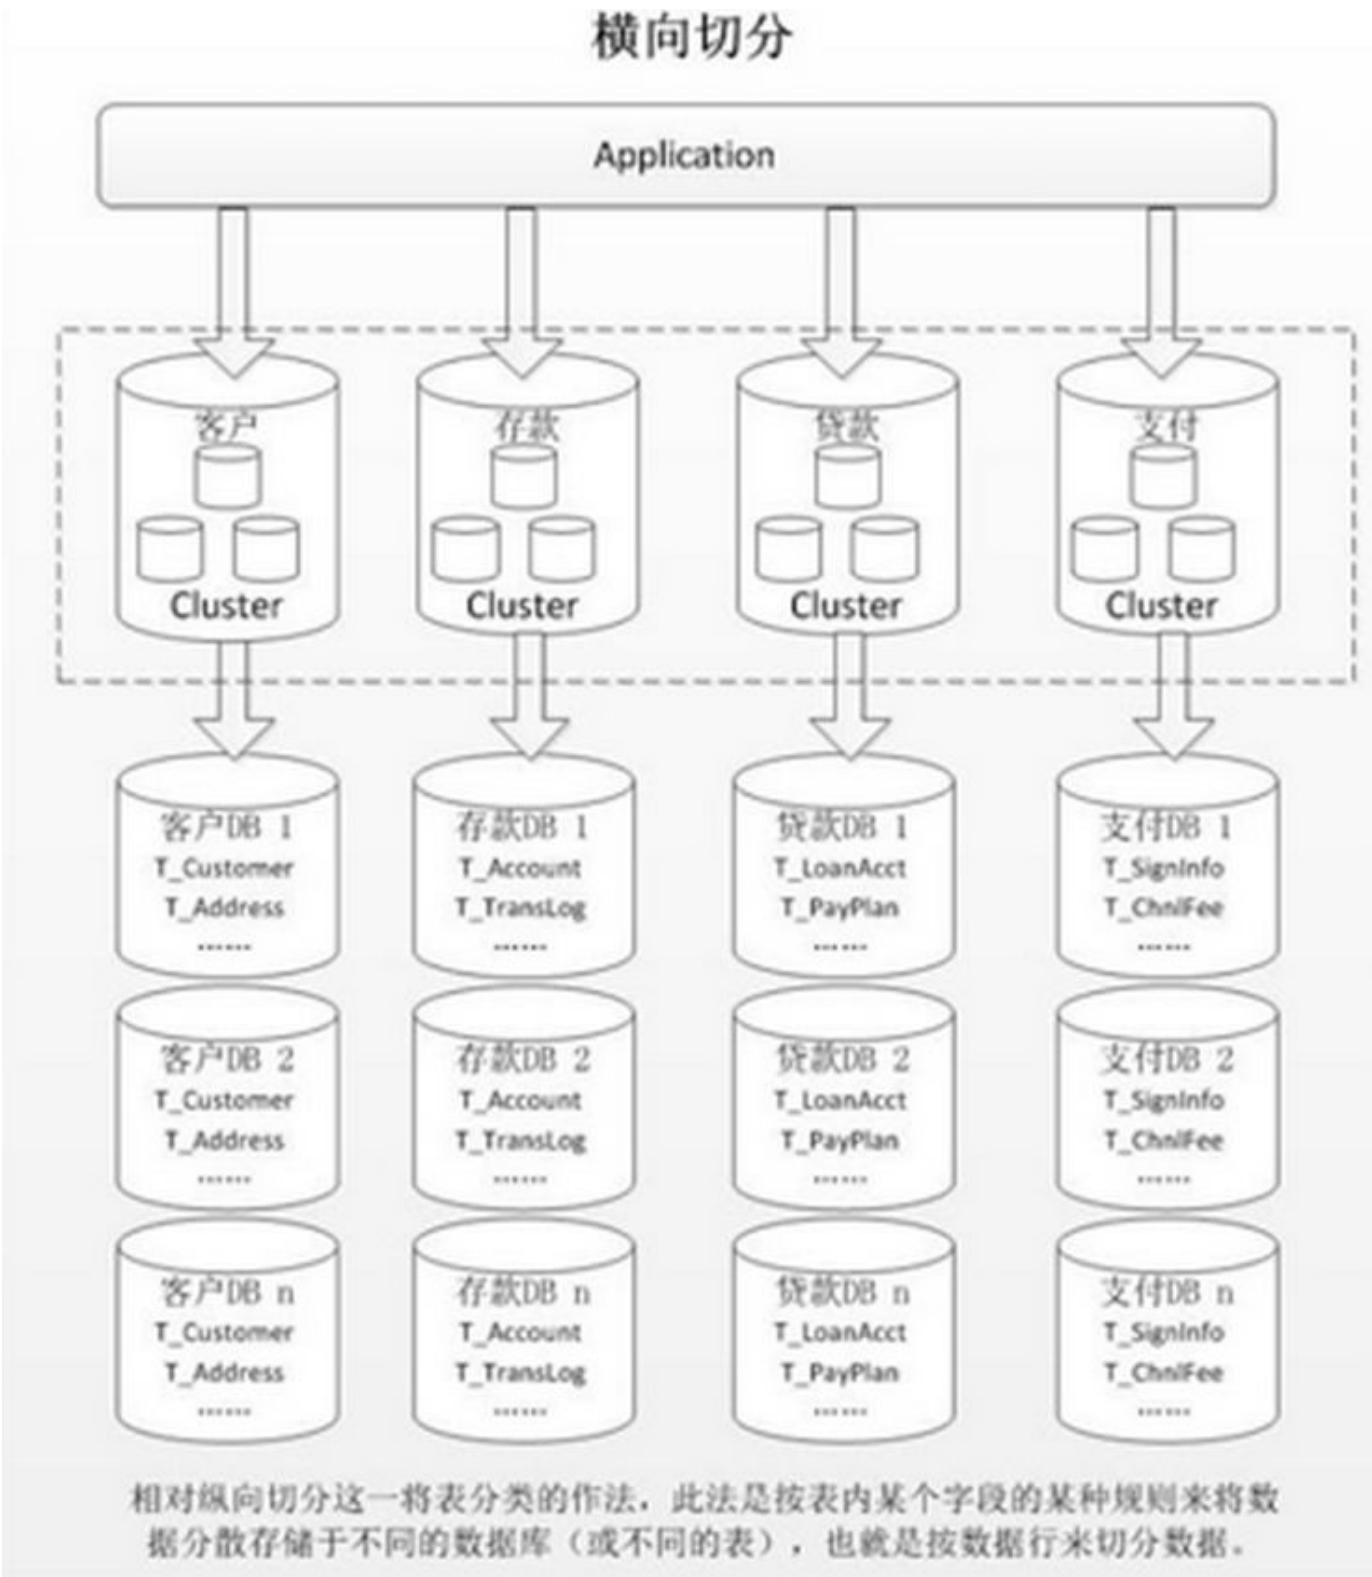 横向切分
Application
客户 存款 贷款 支付
Cluster Cluster Cluster Cluster
客户DB 1 存款DB 1 贷款DB 1 支付DB 1
T_Customer T_Account T_LoanAcct T_SignInfo
T_Address T_TransLog T_PayPlan T_ChnlFee
...... ...... ...... ......
客户DB 2 存款DB 2 贷款DB 2 支付DB 2
T_Customer T_Account T_LoanAcct T_SignInfo
T_Address T_TransLog T_PayPlan T_ChnlFee
...... ...... ...... ......
客户DB n 存款DB n 贷款DB n 支付DB n
T_Customer T_Account T_LoanAcct T_SignInfo
T_Address T_TransLog T_PayPlan T_ChnlFee
...... ...... ...... ......
相对纵向切分这一将表分类的作法，此法是按表内某个字段的某种规则来将数
据分散存储于不同的数据库（或不同的表），也就是按数据行来切分数据。